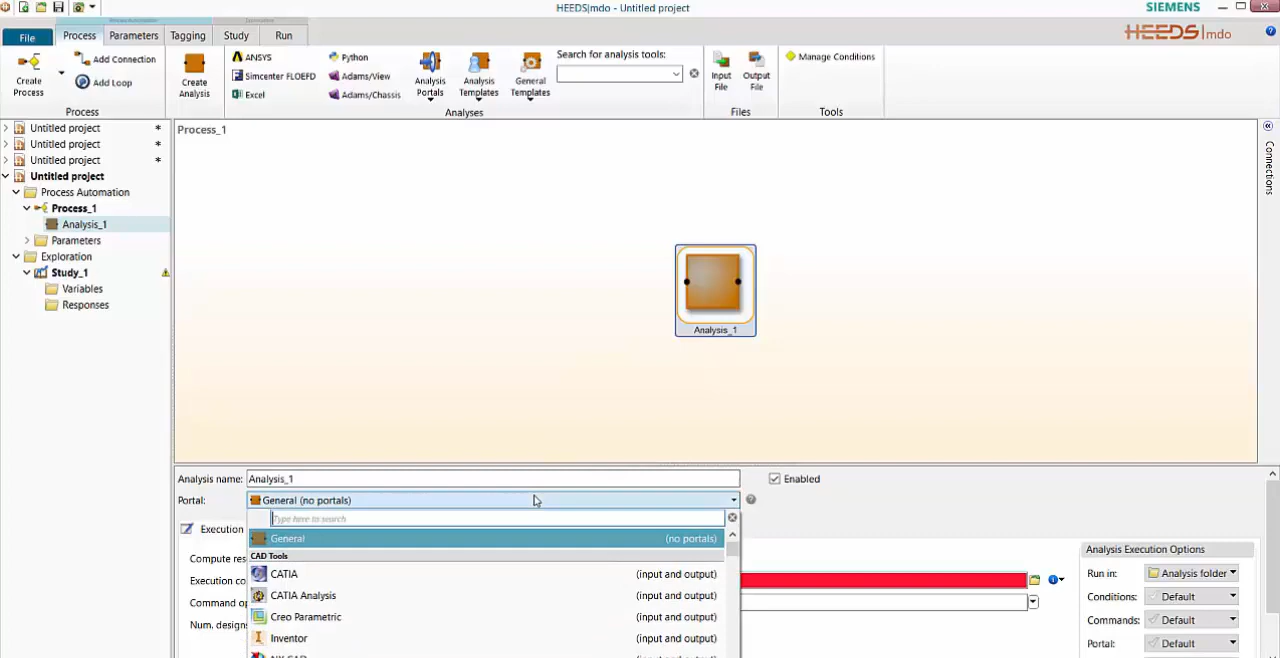 HEEDS|mdo - Untitled project
SIEMENS
File
Process
Parameters
Tagging
Study
Run
HEEDS|mdo
Create Process
Add Connection
Add Loop
Process
Create Analysis
ANSYS
Simcenter FLOEFD
Excel
Python
Adams/View
Adams/Chassis
Analysis Portals
Analysis Templates
General Templates
Search for analysis tools:
Analyses
Input File
Output File
Files
Manage Conditions
Tools
Untitled project *
Untitled project *
Untitled project *
Untitled project
Process Automation
Process_1
Analysis_1
Parameters
Exploration
Study_1
Variables
Responses
Process_1
Analysis_1
Connections
Analysis name: Analysis_1
Enabled
Portal: General (no portals)
Type here to search
Execution
General (no portals)
CAD Tools
Compute res
CATIA (input and output)
Execution co
CATIA Analysis (input and output)
Command op
Creo Parametric (input and output)
Num. design
Inventor (input and output)
Analysis Execution Options
Run in: Analysis folder
Conditions: Default
Commands: Default
Portal: Default